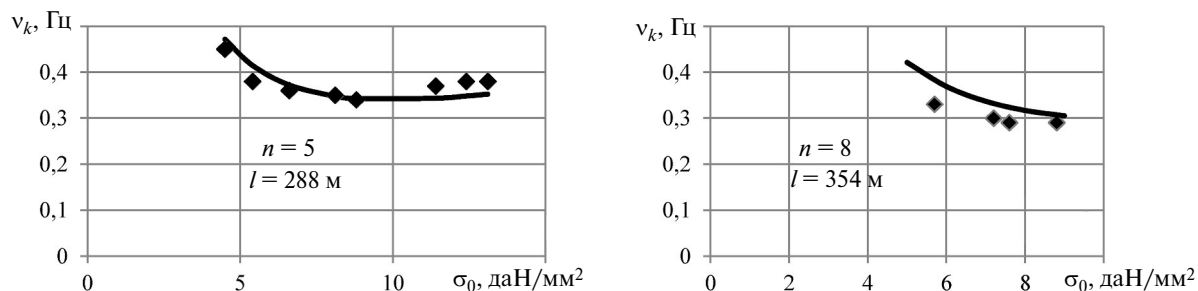 ν_k, Гц
0,4
0,3
0,2
0,1
0
0 5 10 σ₀, даН/мм²
n = 5
l = 288 м
ν_k, Гц
0,4
0,3
0,2
0,1
0
0 2 4 6 8 σ₀, даН/мм²
n = 8
l = 354 м